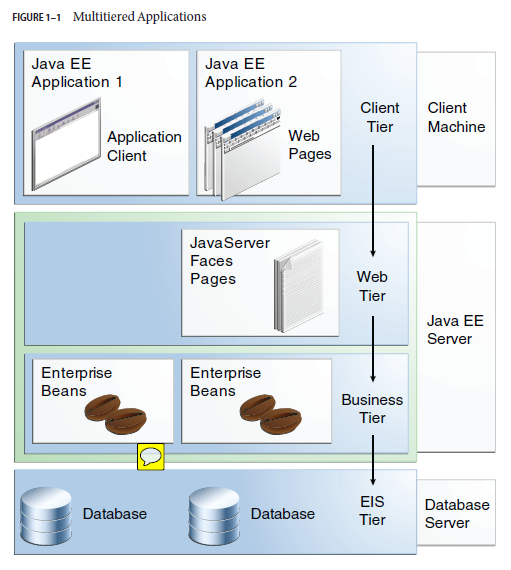 FIGURE 1–1 Multitiered Applications
Java EE
Application 1
Application
Client
Java EE
Application 2
Web
Pages
Client
Tier
Client
Machine
JavaServer
Faces
Pages
Web
Tier
Java EE
Server
Enterprise
Beans
Enterprise
Beans
Business
Tier
Database
Database
EIS
Tier
Database
Server